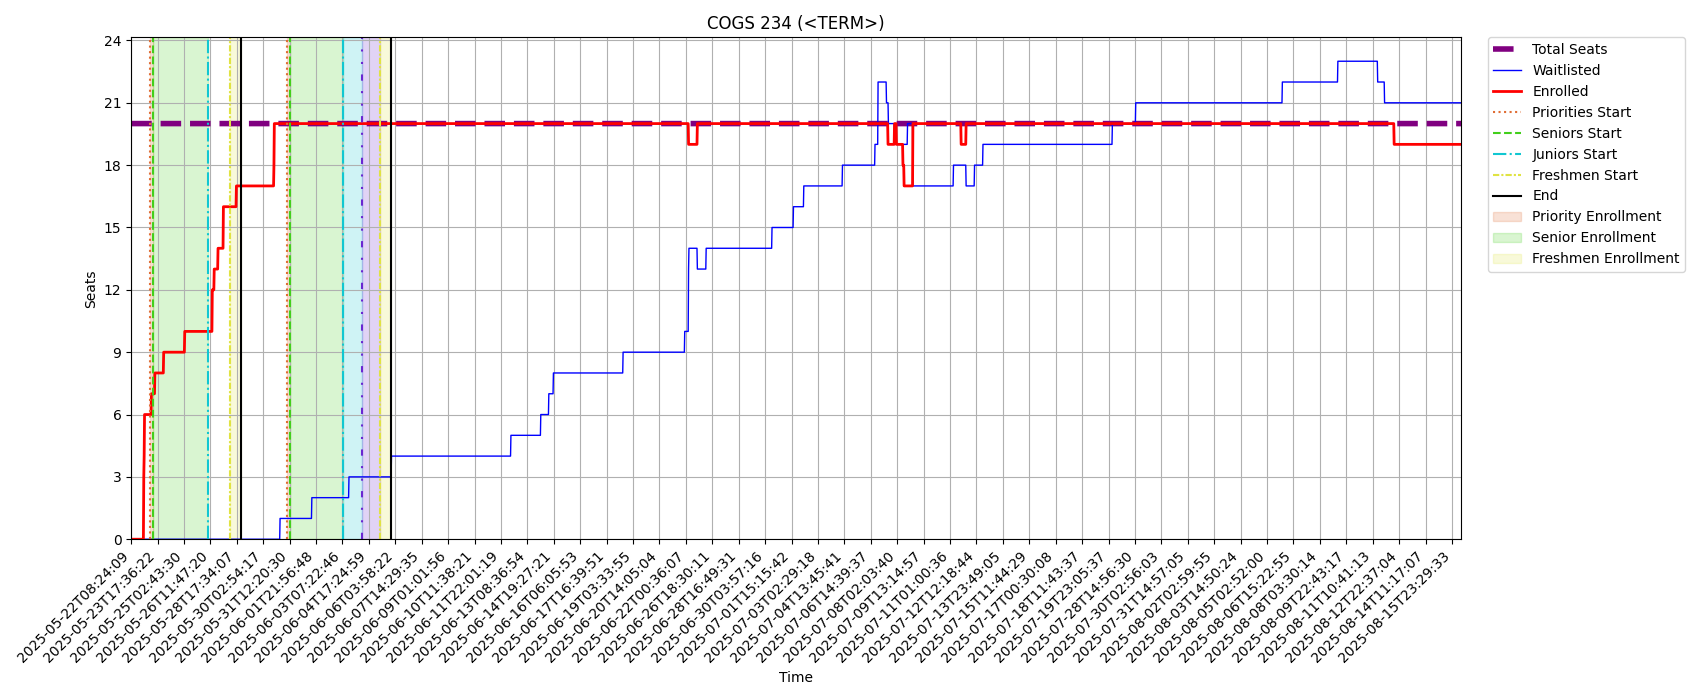 COGS 234 (<TERM>)
Seats
24
21
18
15
12
9
6
3
0
2025-05-22T08:24:09
2025-05-23T17:36:22
2025-05-25T02:43:30
2025-05-26T11:47:20
2025-05-28T17:34:07
2025-05-30T02:54:17
2025-05-31T12:20:30
2025-06-01T21:56:48
2025-06-03T07:22:46
2025-06-04T17:24:59
2025-06-06T03:58:22
2025-06-07T14:29:35
2025-06-09T01:01:56
2025-06-10T11:38:21
2025-06-11T22:01:19
2025-06-13T08:36:54
2025-06-14T19:27:21
2025-06-16T06:05:53
2025-06-17T16:39:51
2025-06-19T03:33:55
2025-06-20T14:05:04
2025-06-22T00:36:07
2025-06-26T18:30:11
2025-06-28T16:49:31
2025-06-30T03:57:16
2025-07-01T15:15:42
2025-07-03T02:29:18
2025-07-04T13:45:41
2025-07-06T14:39:37
2025-07-08T02:03:40
2025-07-09T13:14:57
2025-07-11T01:00:36
2025-07-12T12:18:44
2025-07-13T23:49:05
2025-07-15T11:44:29
2025-07-17T00:30:08
2025-07-18T11:43:37
2025-07-19T23:05:37
2025-07-28T14:56:30
2025-07-30T02:56:03
2025-07-31T14:57:05
2025-08-02T02:59:55
2025-08-03T14:50:24
2025-08-05T02:52:00
2025-08-06T15:22:55
2025-08-08T03:30:14
2025-08-09T22:43:17
2025-08-11T10:41:13
2025-08-12T22:37:04
2025-08-14T11:17:07
2025-08-15T23:29:33
Time
Total Seats
Waitlisted
Enrolled
Priorities Start
Seniors Start
Juniors Start
Freshmen Start
End
Priority Enrollment
Senior Enrollment
Freshmen Enrollment